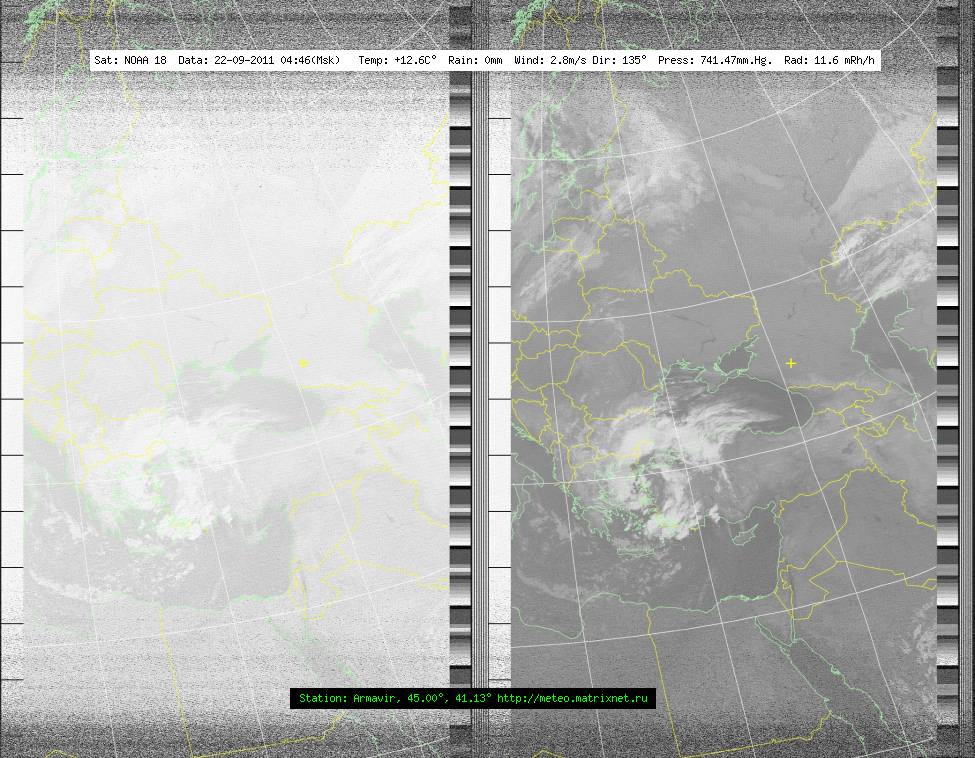 Sat: NOAA 18 Data: 22-09-2011 04:46(Msk) Temp: +12.6C° Rain: 0mm Wind: 2.8m/s Dir: 135° Press: 741.47mm.Hg. Rad: 11.6 mRh/h
Station: Armavir, 45.00°, 41.13° http://meteo.matrixnet.ru